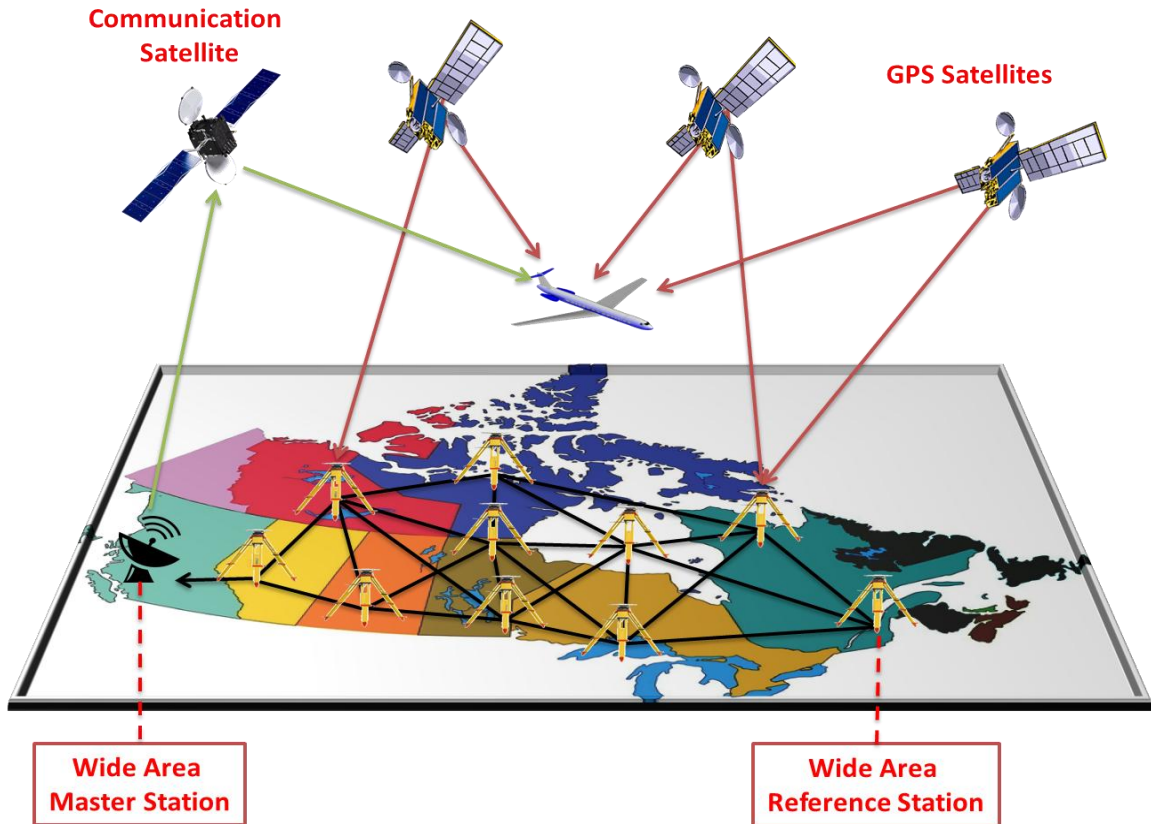 Communication
Satellite
GPS Satellites
Wide Area
Master Station
Wide Area
Reference Station